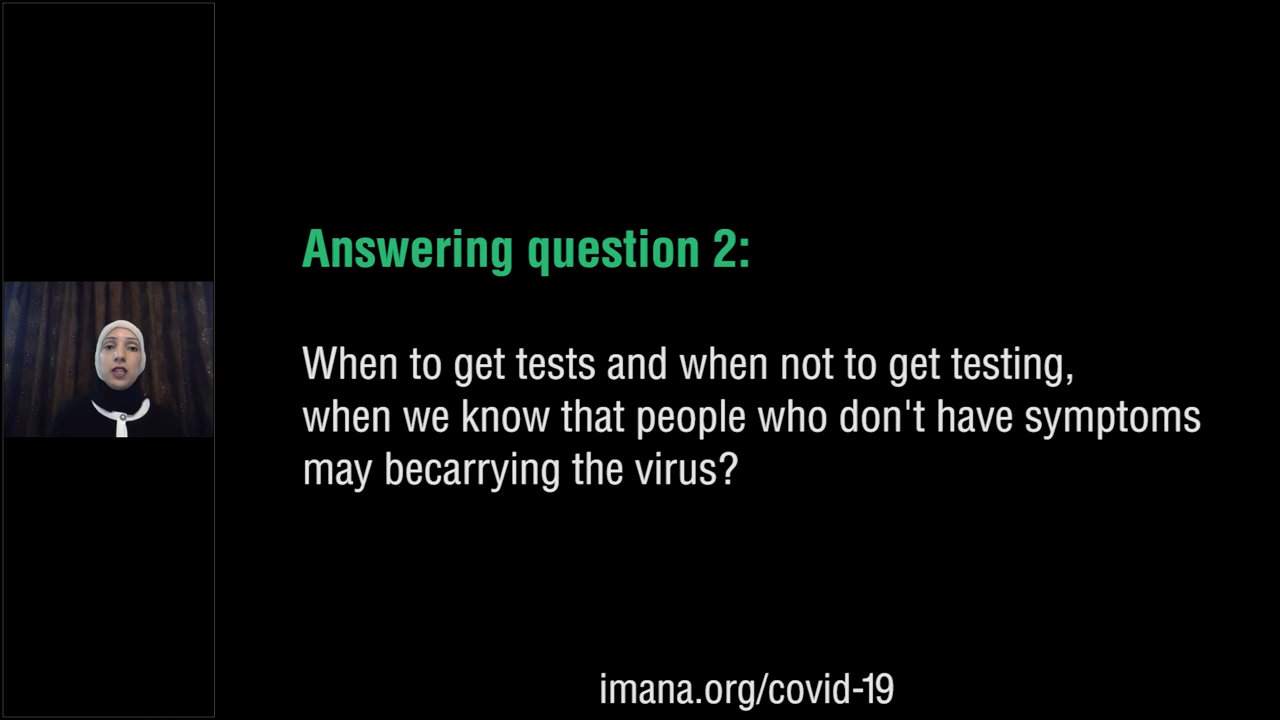 Answering question 2:
When to get tests and when not to get testing,
when we know that people who don't have symptoms
may becarrying the virus?
imana.org/covid-19